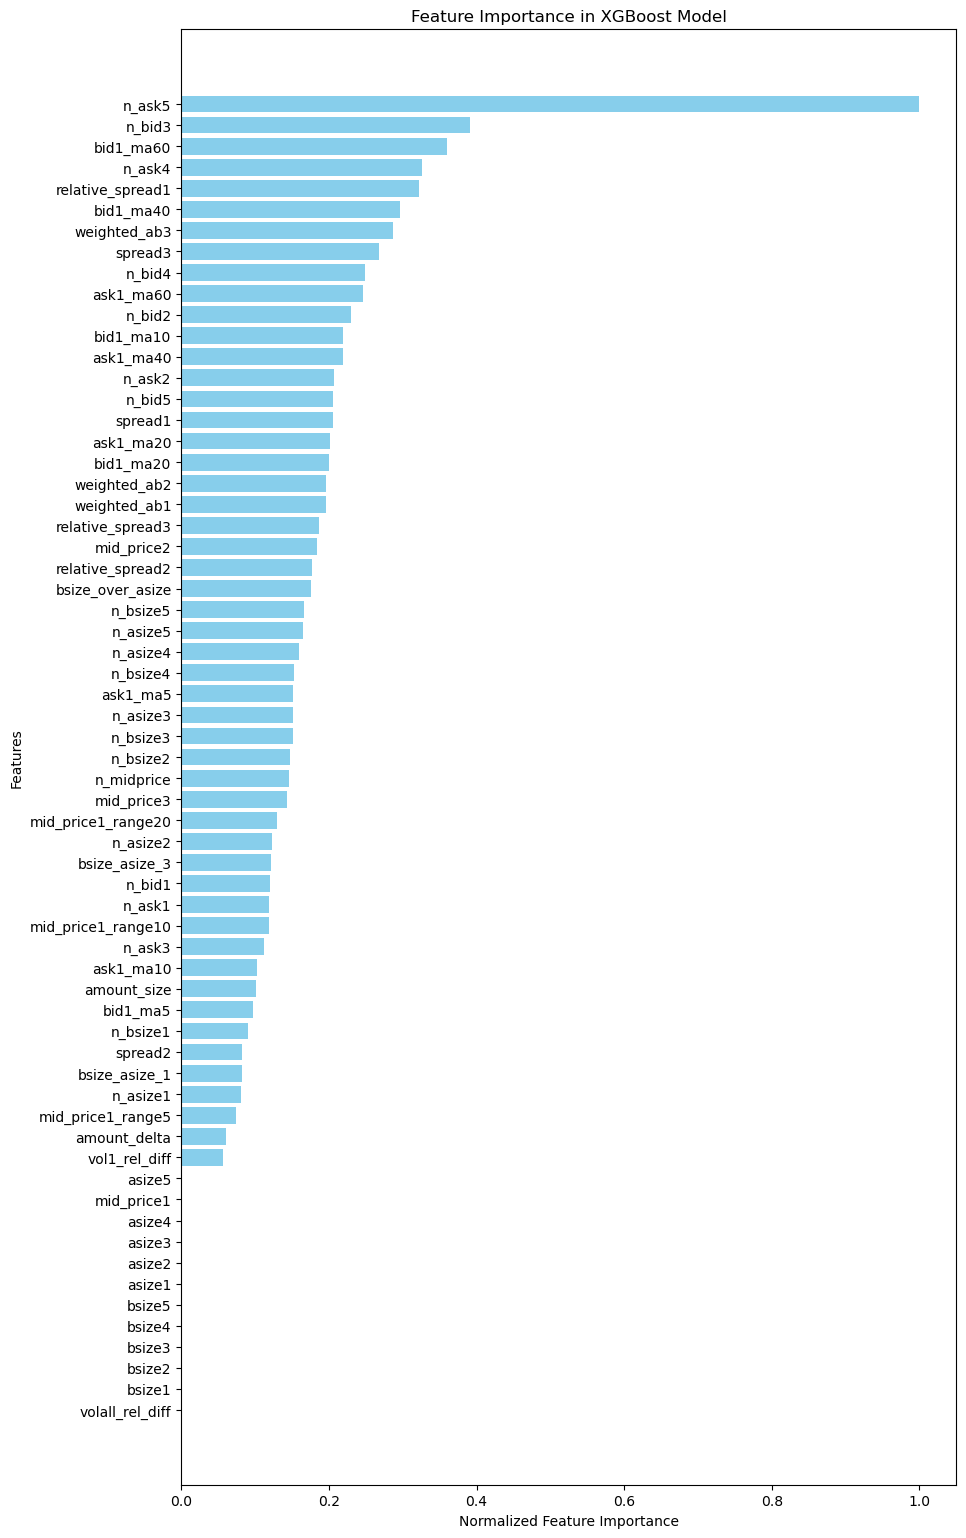 Feature Importance in XGBoost Model
n_ask5
n_bid3
bid1_ma60
n_ask4
relative_spread1
bid1_ma40
weighted_ab3
spread3
n_bid4
ask1_ma60
n_bid2
bid1_ma10
ask1_ma40
n_ask2
n_bid5
spread1
ask1_ma20
bid1_ma20
weighted_ab2
weighted_ab1
relative_spread3
mid_price2
relative_spread2
bsize_over_asize
n_bsize5
n_asize5
n_asize4
n_bsize4
ask1_ma5
n_asize3
n_bsize3
n_bsize2
n_midprice
mid_price3
mid_price1_range20
n_asize2
bsize_asize_3
n_bid1
n_ask1
mid_price1_range10
n_ask3
ask1_ma10
amount_size
bid1_ma5
n_bsize1
spread2
bsize_asize_1
n_asize1
mid_price1_range5
amount_delta
vol1_rel_diff
asize5
mid_price1
asize4
asize3
asize2
asize1
bsize5
bsize4
bsize3
bsize2
bsize1
volall_rel_diff
Features
0.0 0.2 0.4 0.6 0.8 1.0
Normalized Feature Importance